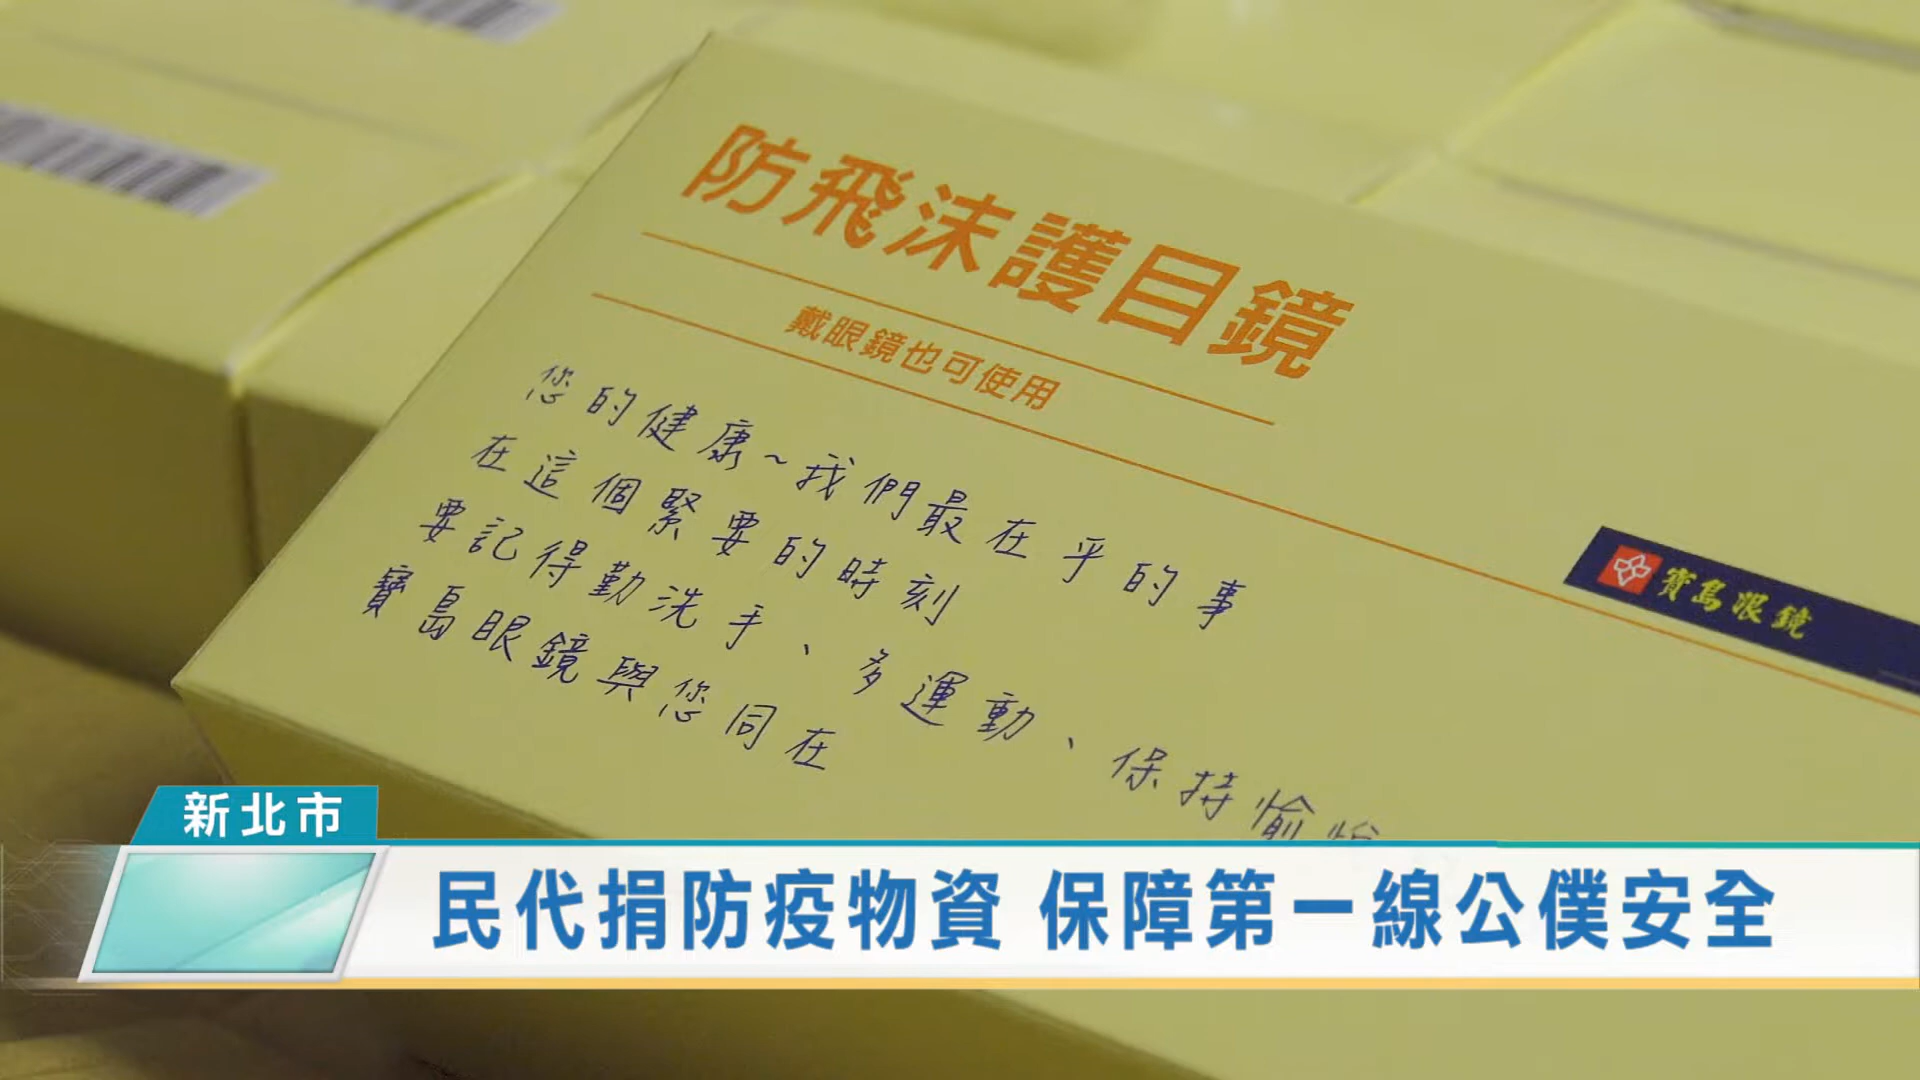 防飛沫護目鏡
戴眼鏡也可使用
您的健康~我們最在乎的事
在這個緊要的時刻
要記得勤洗手、多運動、保持愉悅
寶島眼鏡與您同在
寶島眼鏡
新北市
民代捐防疫物資 保障第一線公僕安全